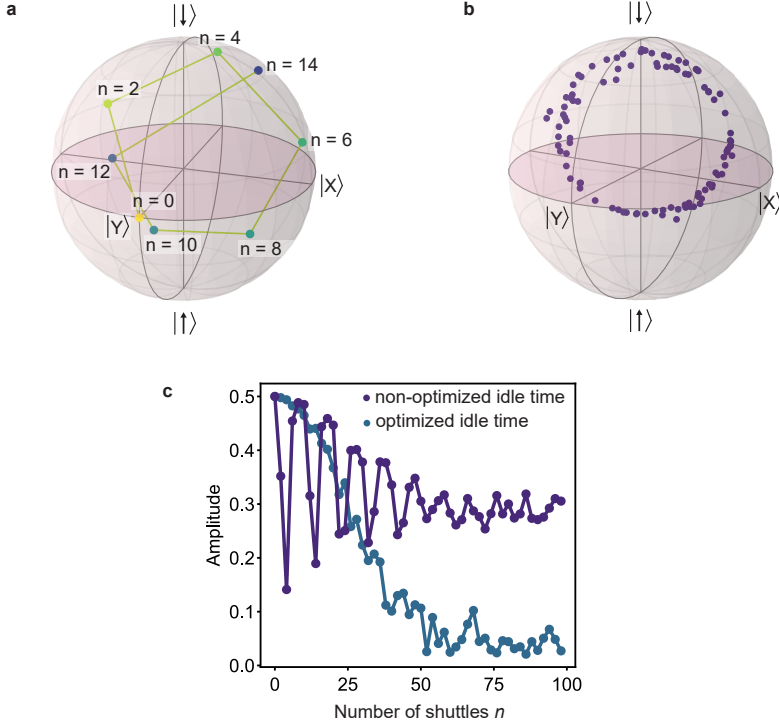 a
|↓⟩
n = 4
n = 14
n = 2
n = 6
n = 12
|X⟩
n = 0
|Y⟩
n = 10
n = 8
|↑⟩
b
|↓⟩
|Y⟩
|X⟩
|↑⟩
c
non-optimized idle time
optimized idle time
Amplitude
0.5
0.4
0.3
0.2
0.1
0.0
0 25 50 75 100
Number of shuttles n